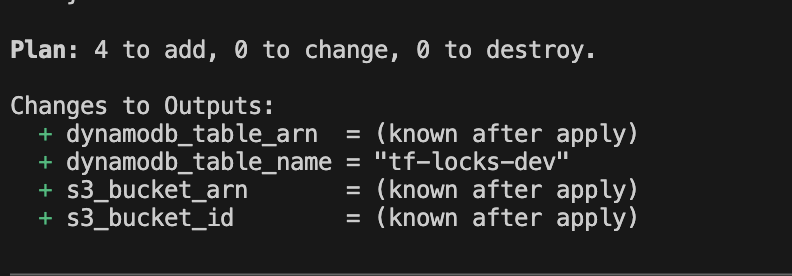 Plan: 4 to add, 0 to change, 0 to destroy.
Changes to Outputs:
+ dynamodb_table_arn = (known after apply)
+ dynamodb_table_name = "tf-locks-dev"
+ s3_bucket_arn = (known after apply)
+ s3_bucket_id = (known after apply)